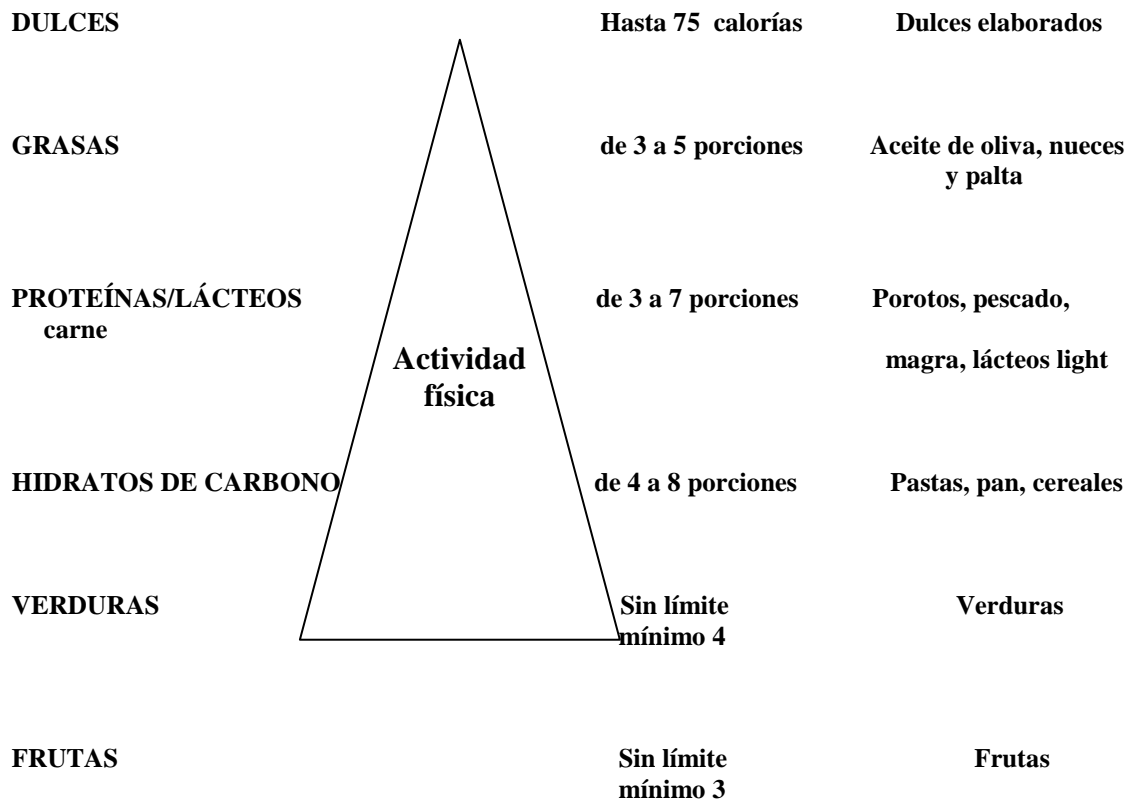 DULCES Hasta 75 calorías Dulces elaborados
GRASAS de 3 a 5 porciones Aceite de oliva, nueces
y palta
PROTEÍNAS/LÁCTEOS de 3 a 7 porciones Porotos, pescado,
carne
magra, lácteos light
Actividad
física
HIDRATOS DE CARBONO de 4 a 8 porciones Pastas, pan, cereales
VERDURAS Sin límite Verduras
mínimo 4
FRUTAS Sin límite Frutas
mínimo 3